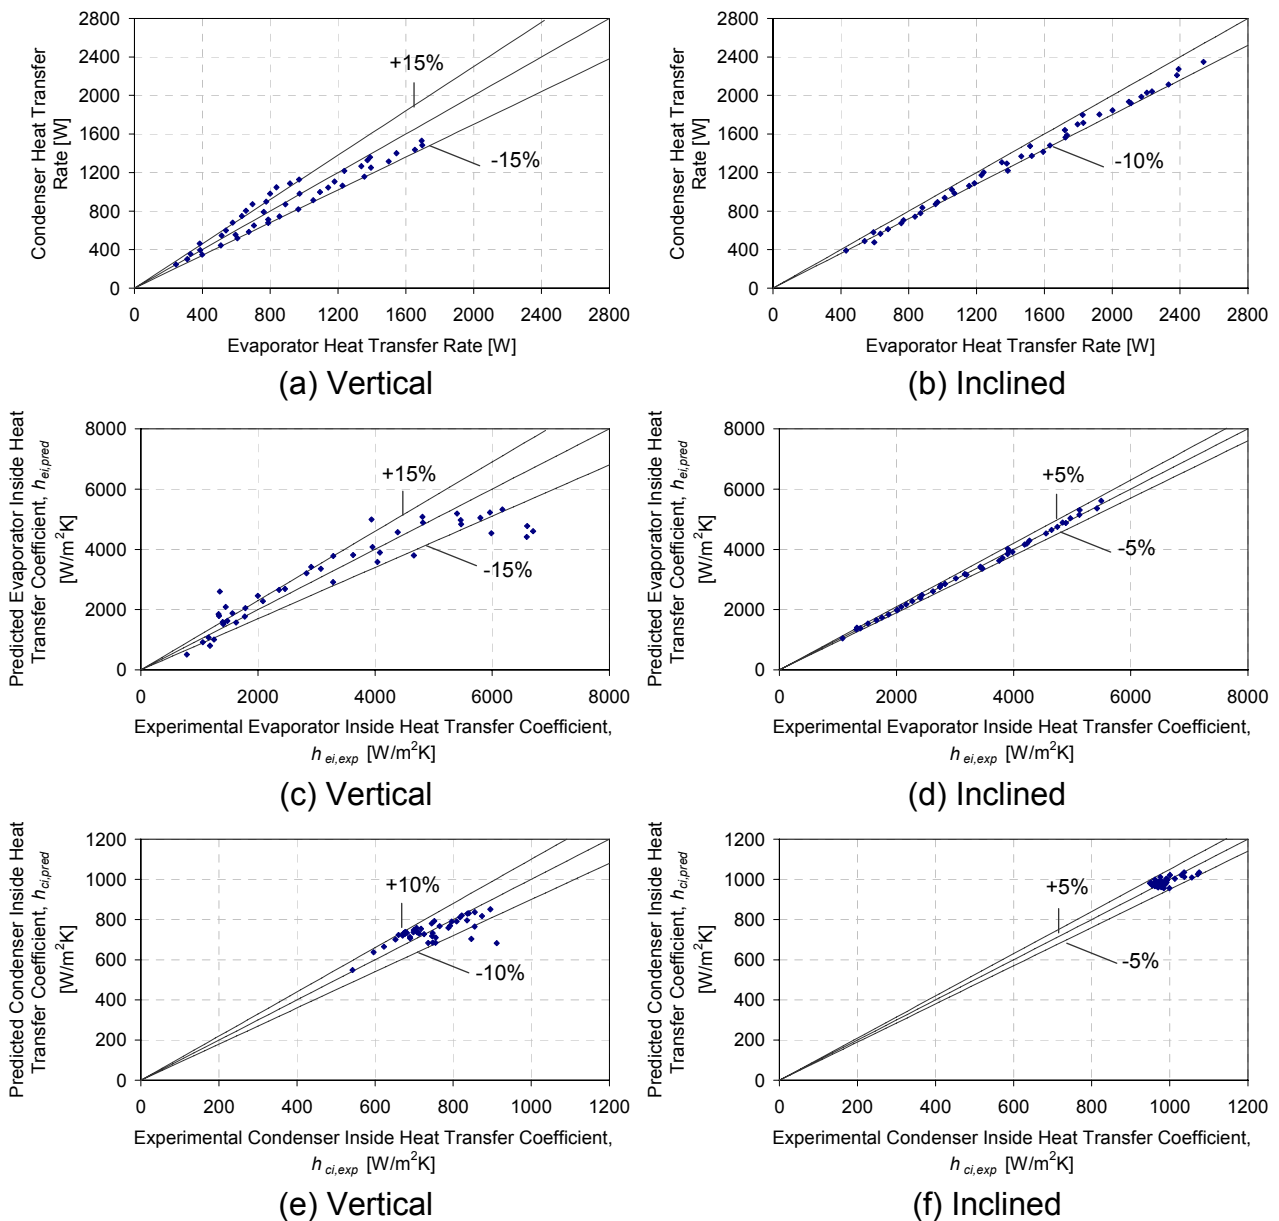 Condenser Heat Transfer
Rate [W]
2800
2400
2000
1600
1200
800
400
0
+15%
-15%
0 400 800 1200 1600 2000 2400 2800
Evaporator Heat Transfer Rate [W]
(a) Vertical
Condenser Heat Transfer
Rate [W]
2800
2400
2000
1600
1200
800
400
0
-10%
0 400 800 1200 1600 2000 2400 2800
Evaporator Heat Transfer Rate [W]
(b) Inclined
Predicted Evaporator Inside Heat
Transfer Coefficient, h ei,pred
[W/m²K]
8000
6000
4000
2000
0
+15%
-15%
0 2000 4000 6000 8000
Experimental Evaporator Inside Heat Transfer Coefficient,
h ei,exp [W/m²K]
(c) Vertical
Predicted Evaporator Inside Heat
Transfer Coefficient, h ei,pred
[W/m²K]
8000
6000
4000
2000
0
+5%
-5%
0 2000 4000 6000 8000
Experimental Evaporator Inside Heat Transfer Coefficient,
h ei,exp [W/m²K]
(d) Inclined
Predicted Condenser Inside Heat
Transfer Coefficient, h ci,pred
[W/m²K]
1200
1000
800
600
400
200
0
+10%
-10%
0 200 400 600 800 1000 1200
Experimental Condenser Inside Heat Transfer Coefficient,
h ci,exp [W/m²K]
(e) Vertical
Predicted Condenser Inside Heat
Transfer Coefficient, h ci,pred
[W/m²K]
1200
1000
800
600
400
200
0
+5%
-5%
0 200 400 600 800 1000 1200
Experimental Condenser Inside Heat Transfer Coefficient,
h ci,exp [W/m²K]
(f) Inclined